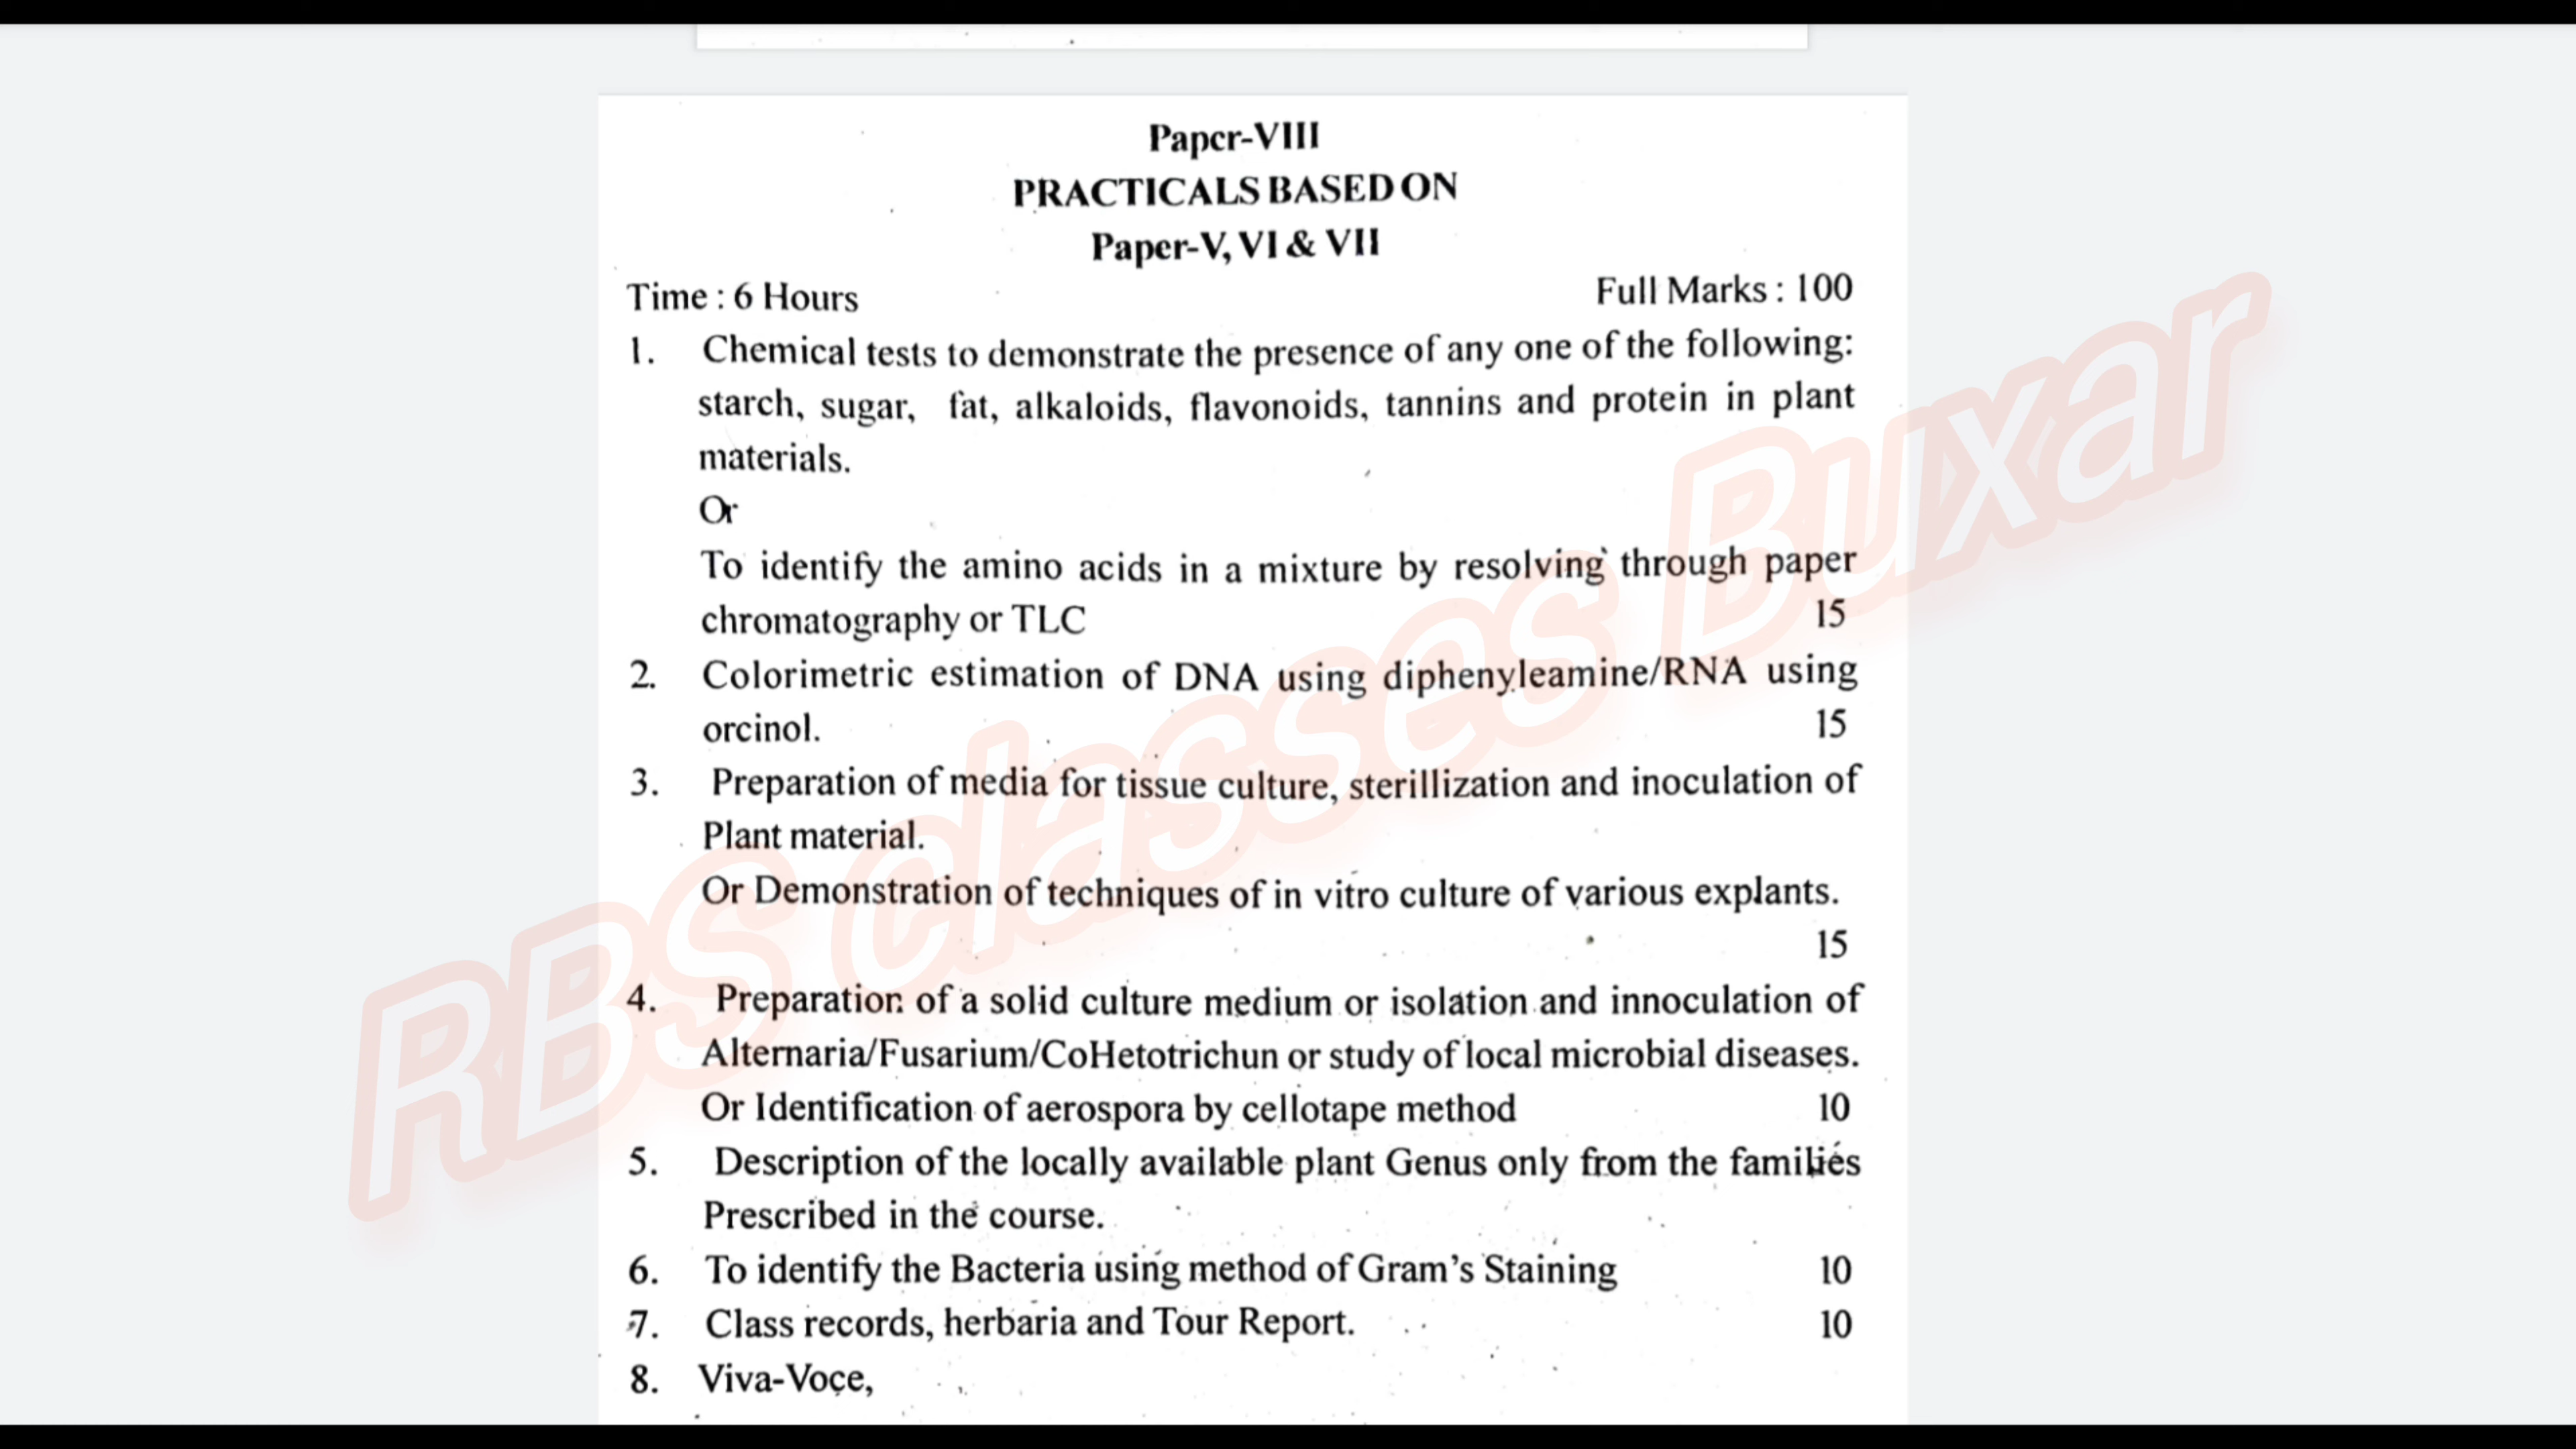 Paper-VIII
PRACTICALS BASED ON
Paper-V, VI & VII
Time : 6 Hours Full Marks : 100
1. Chemical tests to demonstrate the presence of any one of the following:
starch, sugar, fat, alkaloids, flavonoids, tannins and protein in plant
materials.
Or
To identify the amino acids in a mixture by resolving through paper
chromatography or TLC 15
2. Colorimetric estimation of DNA using diphenyleamine/RNA using
orcinol. 15
3. Preparation of media for tissue culture, sterillization and inoculation of
Plant material.
Or Demonstration of techniques of in vitro culture of various explants.
15
4. Preparation of a solid culture medium or isolation and innoculation of
Alternaria/Fusarium/CoHetotrichun or study of local microbial diseases.
Or Identification of aerospora by cellotape method 10
5. Description of the locally available plant Genus only from the families
Prescribed in the course.
6. To identify the Bacteria using method of Gram's Staining 10
7. Class records, herbaria and Tour Report. 10
8. Viva-Voce,
RBS classes Buxar